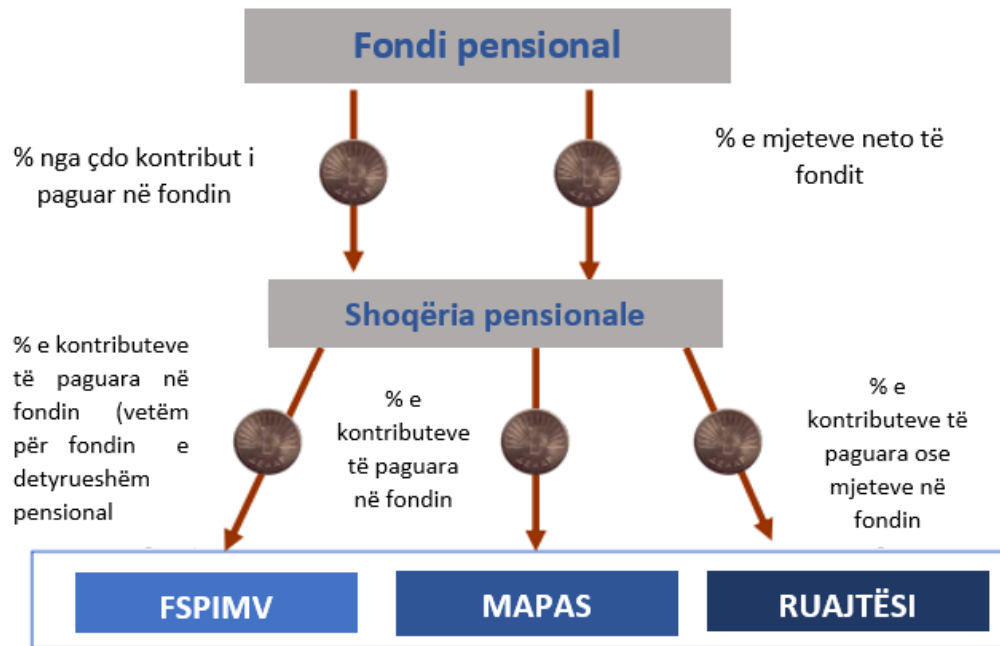 Fondi pensional
% nga çdo kontribut i
paguar në fondin
% e mjeteve neto të
fondit
Shoqëria pensionale
% e kontributeve
të paguara në
fondin (vetëm
për fondin e
detyrueshëm
pensional
% e
kontributeve
të paguara
në fondin
% e
kontributeve të
paguara ose
mjeteve në
fondin
FSPIMV
MAPAS
RUAJTËSI